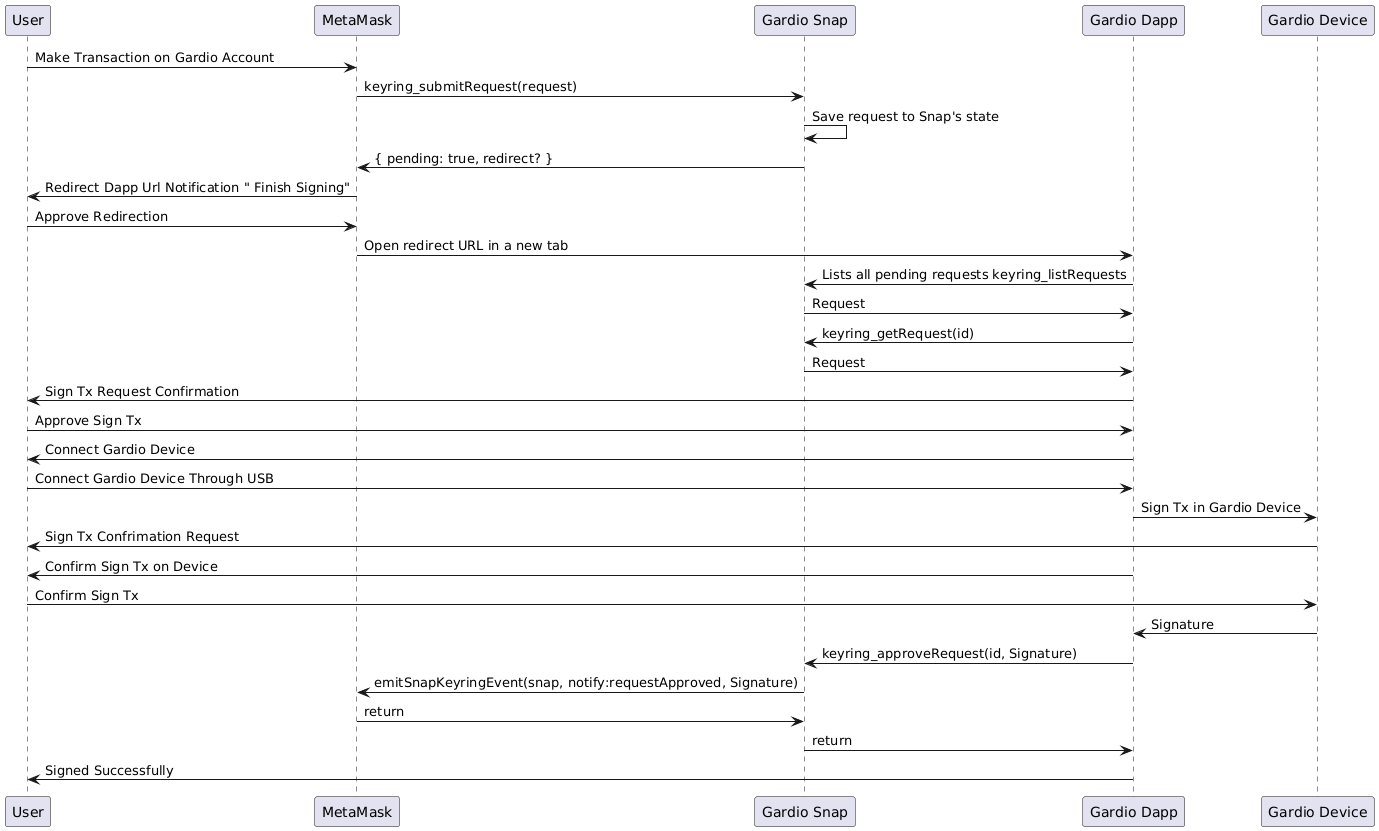 User MetaMask Gardio Snap Gardio Dapp Gardio Device
Make Transaction on Gardio Account
keyring_submitRequest(request)
Save request to Snap's state
{ pending: true, redirect? }
Redirect Dapp Url Notification " Finish Signing"
Approve Redirection
Open redirect URL in a new tab
Lists all pending requests keyring_listRequests
Request
keyring_getRequest(id)
Request
Sign Tx Request Confirmation
Approve Sign Tx
Connect Gardio Device
Connect Gardio Device Through USB
Sign Tx in Gardio Device
Sign Tx Confrimation Request
Confirm Sign Tx on Device
Confirm Sign Tx
Signature
keyring_approveRequest(id, Signature)
emitSnapKeyringEvent(snap, notify:requestApproved, Signature)
return
return
Signed Successfully
User MetaMask Gardio Snap Gardio Dapp Gardio Device